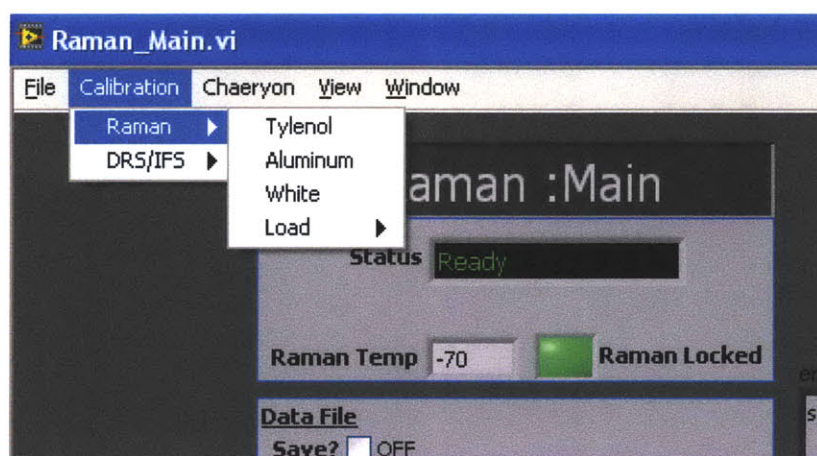 Raman_Main.vi
File Calibration Chaeryon View Window
Raman
DRS/IFS
Tylenol
Aluminum
White
Load
aman :Main
Status Ready
Raman Temp -70 Raman Locked
Data File
Save? OFF